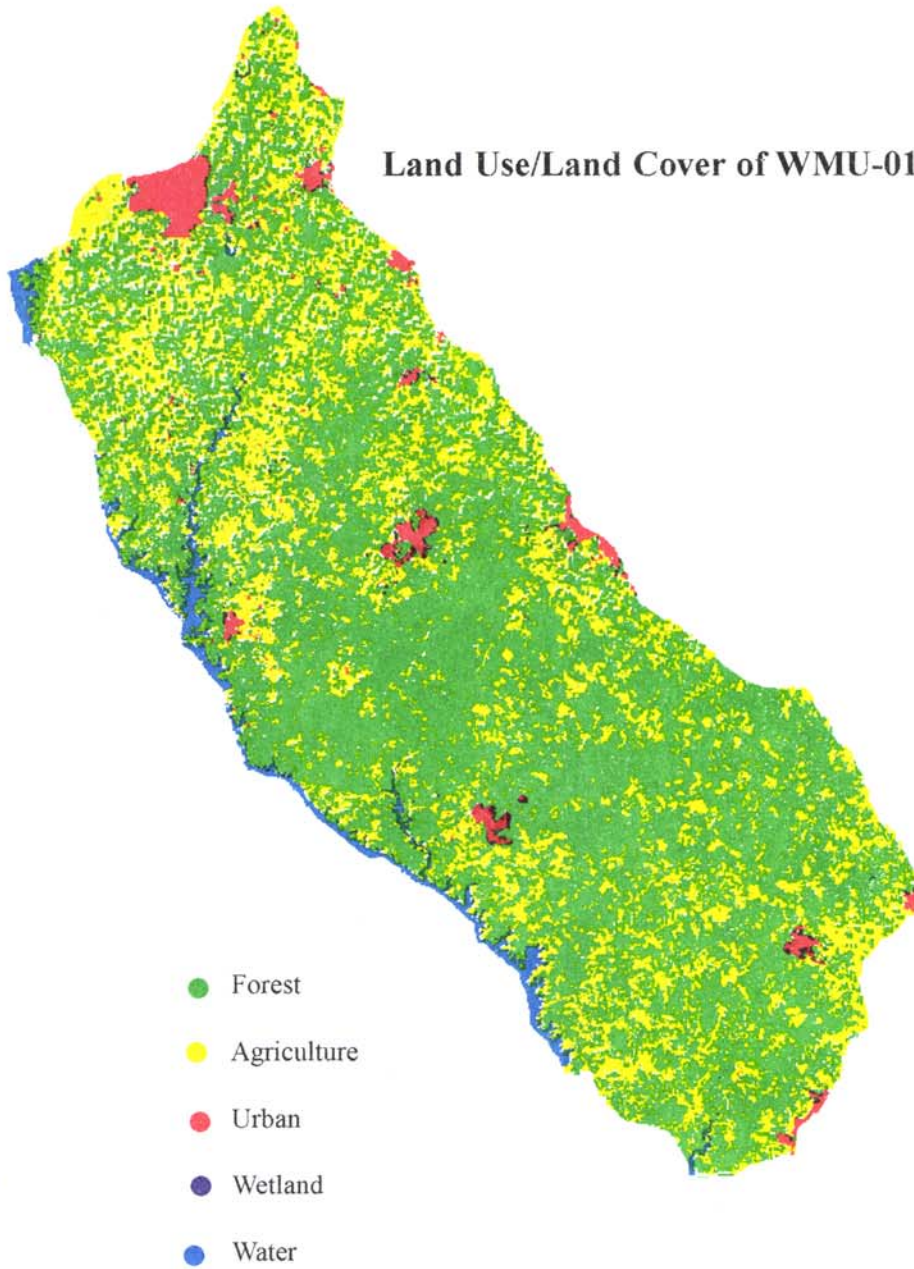 Land Use/Land Cover of WMU-01
Forest
Agriculture
Urban
Wetland
Water